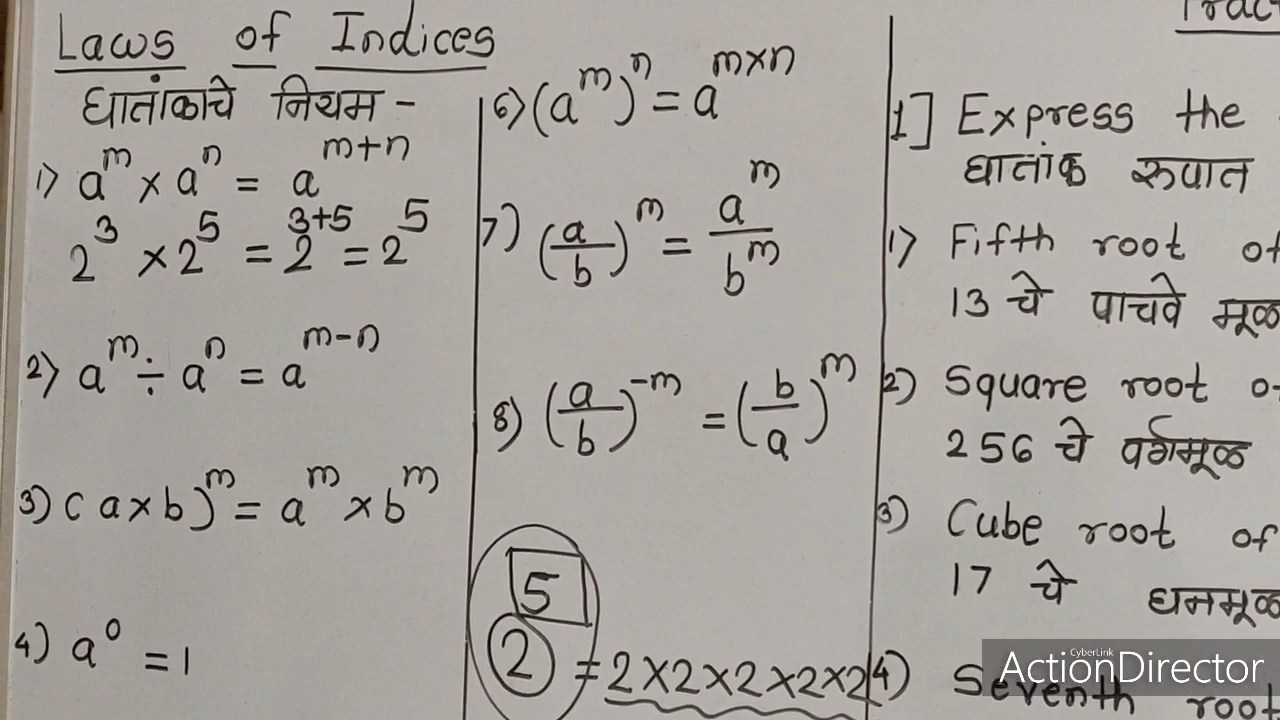 Laws of Indices
घातांकाचे नियम -
1) a^m × a^n = a^(m+n)
2^3 × 2^5 = 2^(3+5) = 2^5
2) a^m ÷ a^n = a^(m-n)
3) (a×b)^m = a^m × b^m
4) a^0 = 1
6) (a^m)^n = a^(m×n)
7) (a/b)^m = a^m/b^m
8) (a/b)^-m = (b/a)^m
2^5 = 2×2×2×2×2
1] Express the
घातांक रुपात
1) Fifth root of
13 चे पाचवे मूळ
2) Square root of
256 चे वर्गमूळ
3) Cube root of
17 चे घनमूळ
4) Seventh root
CyberLink
ActionDirector